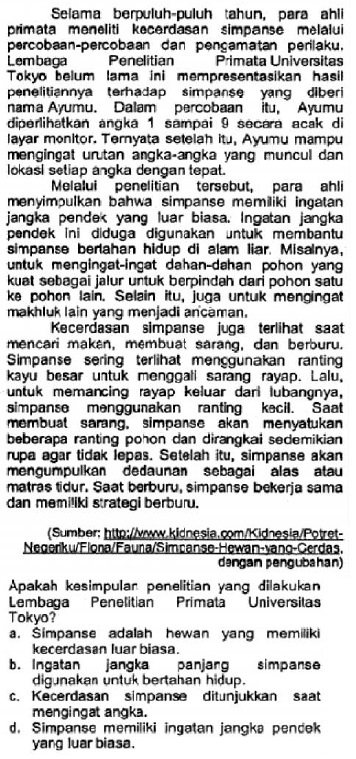 Selama berpuluh-puluh tahun, para ahli
primata meneliti kecerdasan simpanse melalui
percobaan-percobaan dan pengamatan perilaku.
Lembaga Penelitian Primata Universitas
Tokyo belum lama ini mempresentasikan hasil
penelitiannya terhadap simpanse yang diberi
nama Ayumu. Dalam percobaan itu, Ayumu
diperlihatkan angka 1 sampai 9 secara acak di
layar monitor. Ternyata setelah itu, Ayumu mampu
mengingat urutan angka-angka yang muncul dan
lokasi setiap angka dengan tepat.
Melalui penelitian tersebut, para ahli
menyimpulkan bahwa simpanse memiliki ingatan
jangka pendek yang luar biasa. Ingatan jangka
pendek ini diduga digunakan untuk membantu
simpanse bertahan hidup di alam liar. Misalnya,
untuk mengingat-ingat dahan-dahan pohon yang
kuat sebagai jalur untuk berpindah dari pohon satu
ke pohon lain. Selain itu, juga untuk mengingat
makhluk lain yang menjadi ancaman.
Kecerdasan simpanse juga terlihat saat
mencari makan, membuat sarang, dan berburu.
Simpanse sering terlihat menggunakan ranting
kayu besar untuk menggali sarang rayap. Lalu,
untuk memancing rayap keluar dari lubangnya,
simpanse menggunakan ranting kecil. Saat
membuat sarang, simpanse akan menyatukan
beberapa ranting pohon dan dirangkai sedemikian
rupa agar tidak lepas. Setelah itu, simpanse akan
mengumpulkan dedaunan sebagai alas atau
matras tidur. Saat berburu, simpanse bekerja sama
dan memiliki strategi berburu.
(Sumber: http://www.kidnesia.com/Kidnesia/Potret-
Negeriku/Flona/Fauna/Simpanse-Hewan-yang-Cerdas,
dengan pengubahan)
Apakah kesimpulan penelitian yang dilakukan
Lembaga Penelitian Primata Universitas
Tokyo?
a. Simpanse adalah hewan yang memiliki
kecerdasan luar biasa.
b. Ingatan jangka panjang simpanse
digunakan untuk bertahan hidup.
c. Kecerdasan simpanse ditunjukkan saat
mengingat angka.
d. Simpanse memiliki ingatan jangka pendek
yang luar biasa.